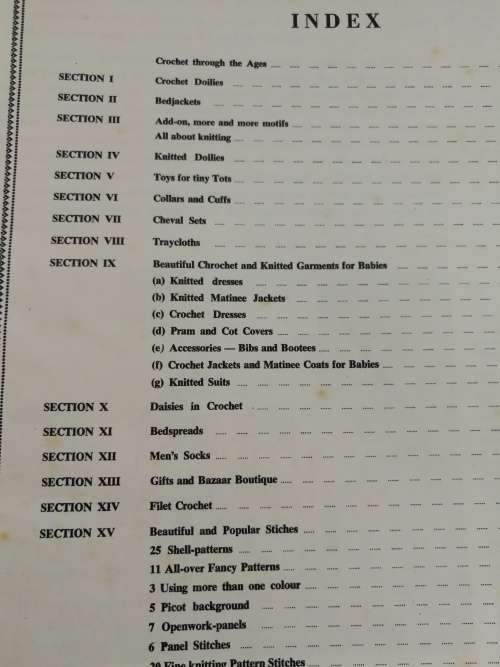 INDEX
Crochet through the Ages
SECTION I Crochet Doilies
SECTION II Bedjackets
SECTION III Add-on, more and more motifs
All about knitting
SECTION IV Knitted Doilies
SECTION V Toys for tiny Tots
SECTION VI Collars and Cuffs
SECTION VII Cheval Sets
SECTION VIII Traycloths
SECTION IX Beautiful Chrochet and Knitted Garments for Babies
(a) Knitted dresses
(b) Knitted Matinee Jackets
(c) Crochet Dresses
(d) Pram and Cot Covers
(e) Accessories — Bibs and Bootees
(f) Crochet Jackets and Matinee Coats for Babies
(g) Knitted Suits
SECTION X Daisies in Crochet
SECTION XI Bedspreads
SECTION XII Men's Socks
SECTION XIII Gifts and Bazaar Boutique
SECTION XIV Filet Crochet
SECTION XV Beautiful and Popular Stiches
25 Shell-patterns
11 All-over Fancy Patterns
3 Using more than one colour
5 Picot background
7 Openwork-panels
6 Panel Stitches
20 Fine knitting Pattern Stitches